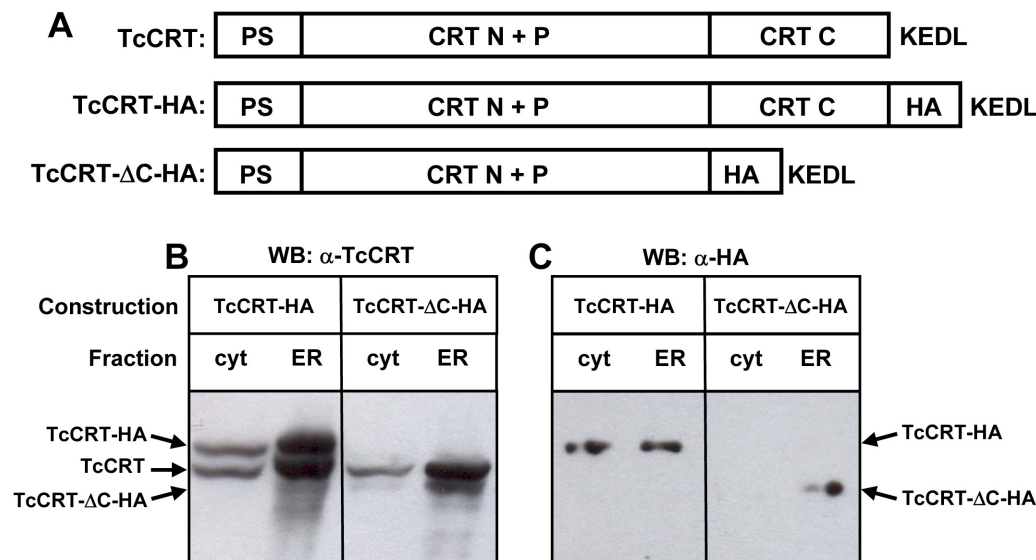 A
TcCRT: PS CRT N + P CRT C KEDL
TcCRT-HA: PS CRT N + P CRT C HA KEDL
TcCRT-ΔC-HA: PS CRT N + P HA KEDL
B WB: α-TcCRT
C WB: α-HA
Construction TcCRT-HA TcCRT-ΔC-HA TcCRT-HA TcCRT-ΔC-HA
Fraction cyt ER cyt ER cyt ER cyt ER
TcCRT-HA
TcCRT
TcCRT-ΔC-HA
TcCRT-HA
TcCRT-ΔC-HA